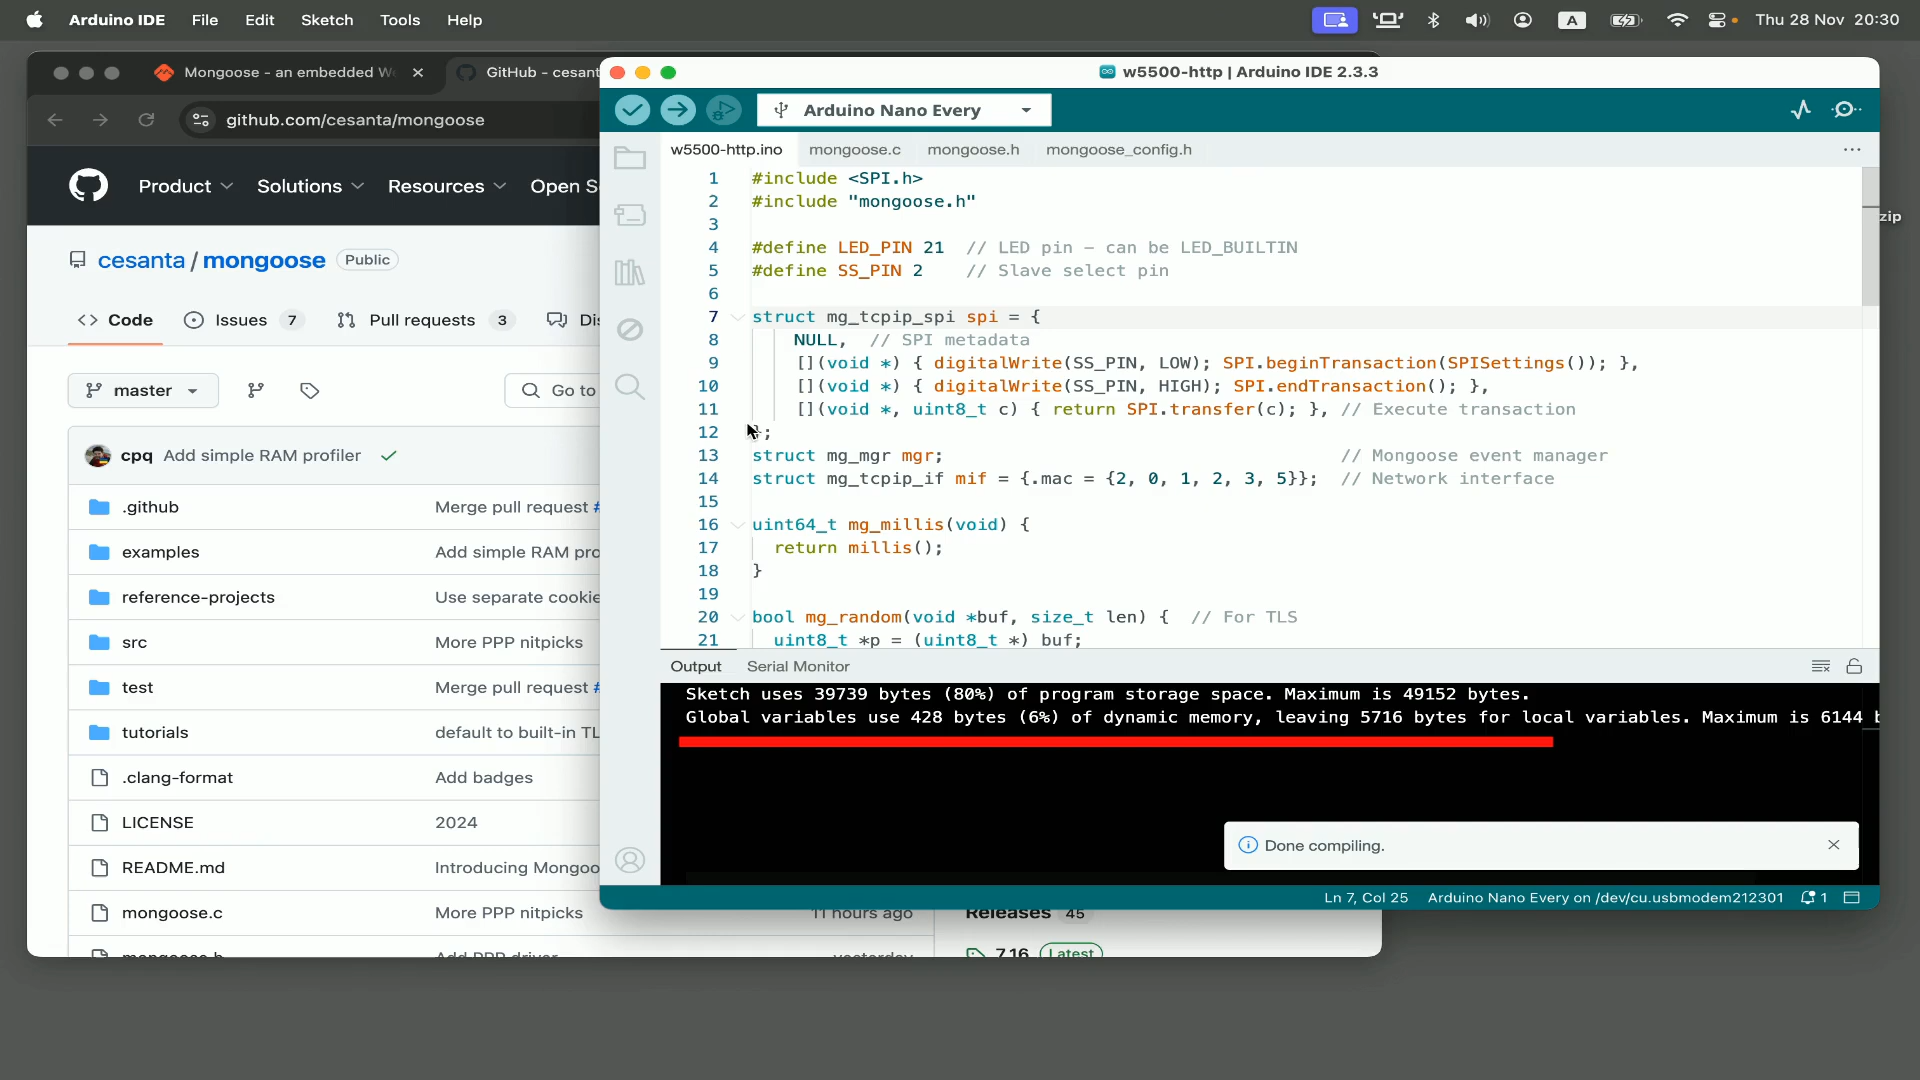 Arduino IDE File Edit Sketch Tools Help
A Thu 28 Nov 20:30
Mongoose - an embedded W
GitHub - cesant
github.com/cesanta/mongoose
Product Solutions Resources Open S
cesanta / mongoose Public
Code Issues 7 Pull requests 3 Dis
master Go to
cpq Add simple RAM profiler
.github Merge pull request #
examples Add simple RAM pro
reference-projects Use separate cookie
src More PPP nitpicks
test Merge pull request #
tutorials default to built-in TL
.clang-format Add badges
LICENSE 2024
README.md Introducing Mongoo
mongoose.c More PPP nitpicks 11 hours ago
mongoose.h Add PPP driver yesterday
Releases 45
7.16 Latest
zip
w5500-http | Arduino IDE 2.3.3
Arduino Nano Every
w5500-http.ino mongoose.c mongoose.h mongoose_config.h
1 #include <SPI.h>
2 #include "mongoose.h"
3
4 #define LED_PIN 21 // LED pin – can be LED_BUILTIN
5 #define SS_PIN 2 // Slave select pin
6
7 struct mg_tcpip_spi spi = {
8 NULL, // SPI metadata
9 [](void *) { digitalWrite(SS_PIN, LOW); SPI.beginTransaction(SPISettings()); },
10 [](void *) { digitalWrite(SS_PIN, HIGH); SPI.endTransaction(); },
11 [](void *, uint8_t c) { return SPI.transfer(c); }, // Execute transaction
12 };
13 struct mg_mgr mgr; // Mongoose event manager
14 struct mg_tcpip_if mif = {.mac = {2, 0, 1, 2, 3, 5}}; // Network interface
15
16 uint64_t mg_millis(void) {
17 return millis();
18 }
19
20 bool mg_random(void *buf, size_t len) { // For TLS
21 uint8_t *p = (uint8_t *) buf;
Output Serial Monitor
Sketch uses 39739 bytes (80%) of program storage space. Maximum is 49152 bytes.
Global variables use 428 bytes (6%) of dynamic memory, leaving 5716 bytes for local variables. Maximum is 6144 b
Done compiling.
Ln 7, Col 25 Arduino Nano Every on /dev/cu.usbmodem212301 1